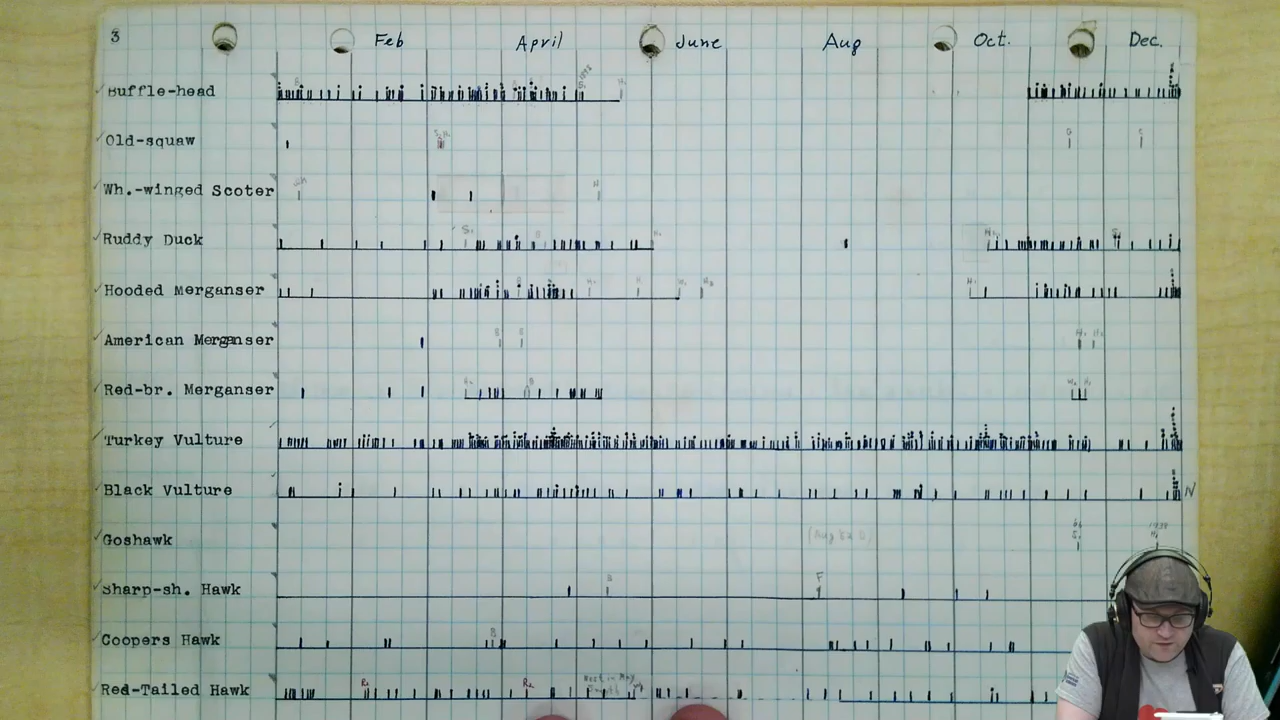 3 Feb April June Aug Oct. Dec.
Buffle-head
Old-squaw
Wh.-winged Scoter
Ruddy Duck
Hooded Merganser
American Merganser
Red-br. Merganser
Turkey Vulture
Black Vulture
Goshawk
Sharp-sh. Hawk
Coopers Hawk
Red-Tailed Hawk